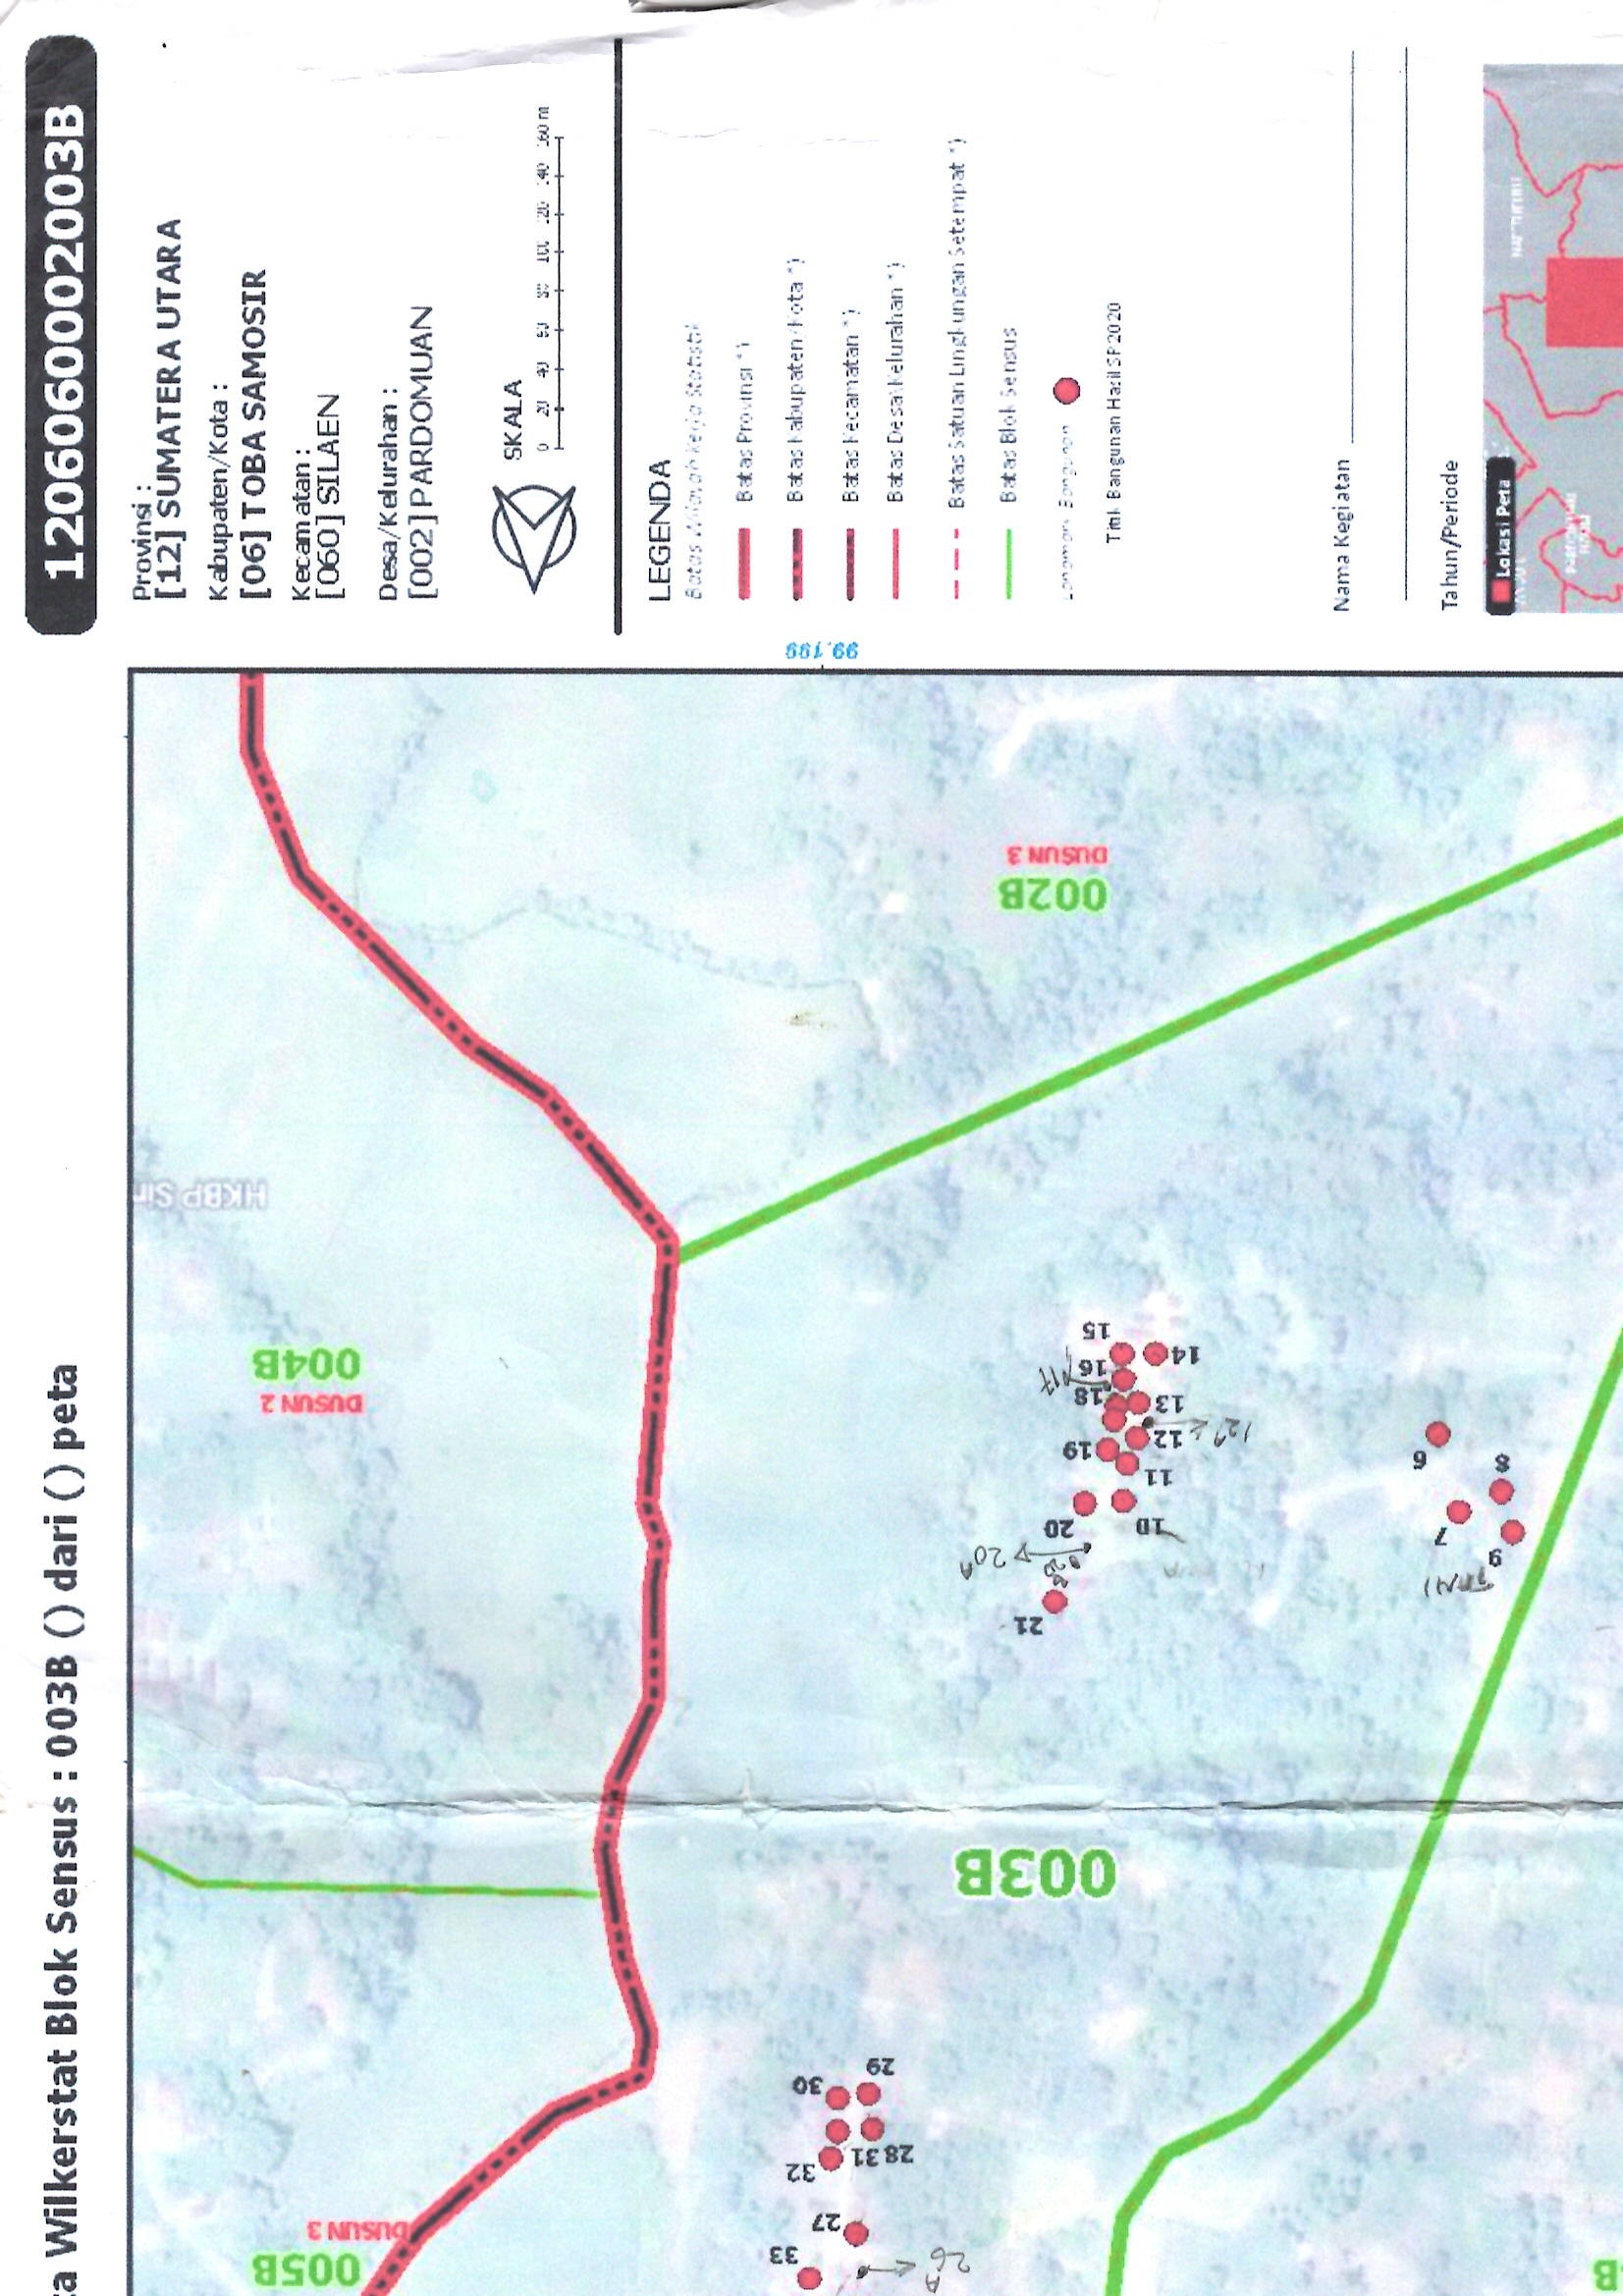 ta Wilkerstat Blok Sensus : 003B () dari () peta
1206060002003B
Provinsi :
[12] SUMATERA UTARA
Kabupaten/Kota :
[06] TOBA SAMOSIR
Kecamatan :
[060] SILAEN
Desa/Kelurahan :
[002] PARDOMUAN
SKALA
0 20 40 60 80 100 120 140 160 m
LEGENDA
Batas Wilayah Kerja Statistik
Batas Provinsi *)
Batas Kabupaten/Kota *)
Batas Kecamatan *)
Batas Desa\Kelurahan *)
Batas Satuan Lingkungan Setempat *)
Batas Blok Sensus
Landmark Bangunan
Titik Bangunan Hasil SP2020
Nama Kegiatan
Tahun/Periode
Lokasi Peta
005B
DUSUN 3
DUSUN 2
004B
HKBP Sin
99.199
33
27
32
30
31
28
29
26A
003B
21
20A
20
19
18
17
16
15
10
11
12
13
14
002B
DUSUN 3
6
7
9
8